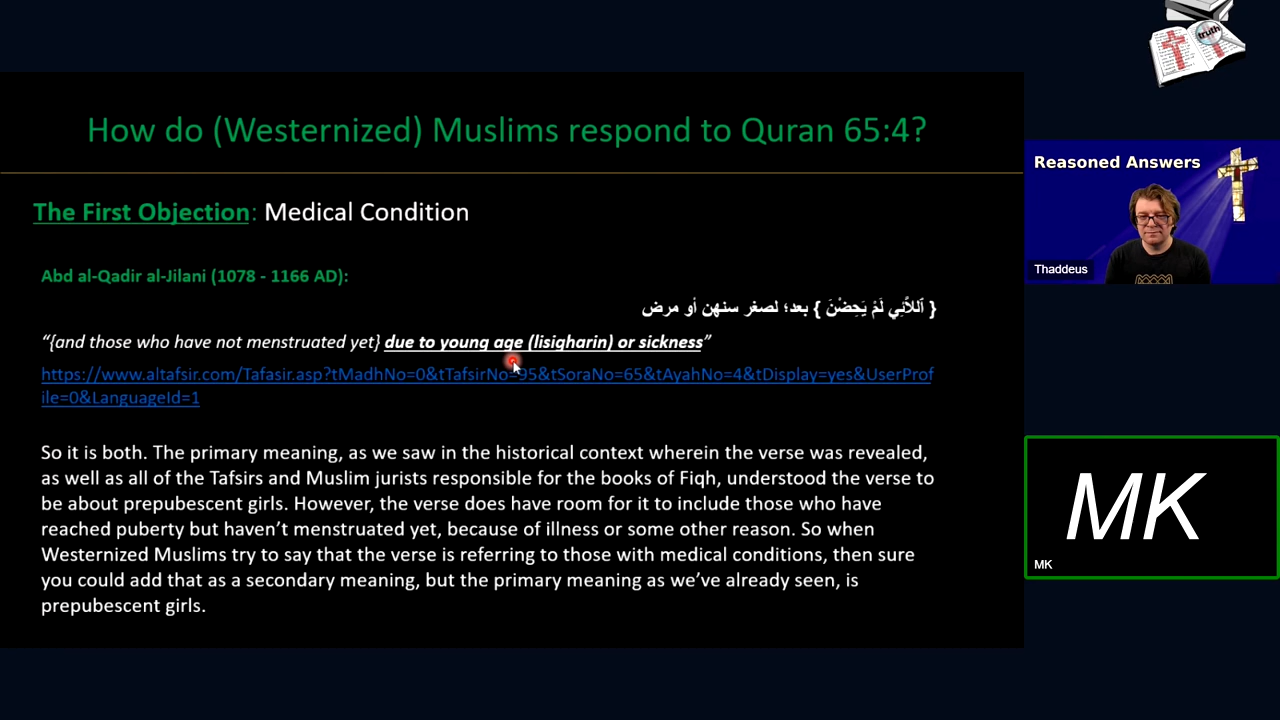 How do (Westernized) Muslims respond to Quran 65:4?
The First Objection: Medical Condition
Abd al-Qadir al-Jilani (1078 - 1166 AD):
{ ٱللاَّئِي لَمْ يَحِضْنَ } بعد؛ لصغر سنهن أو مرض
“{and those who have not menstruated yet} due to young age (lisigharin) or sickness”
https://www.altafsir.com/Tafasir.asp?tMadhNo=0&tTafsirNo=95&tSoraNo=65&tAyahNo=4&tDisplay=yes&UserProf
ile=0&LanguageId=1
So it is both. The primary meaning, as we saw in the historical context wherein the verse was revealed,
as well as all of the Tafsirs and Muslim jurists responsible for the books of Fiqh, understood the verse to
be about prepubescent girls. However, the verse does have room for it to include those who have
reached puberty but haven’t menstruated yet, because of illness or some other reason. So when
Westernized Muslims try to say that the verse is referring to those with medical conditions, then sure
you could add that as a secondary meaning, but the primary meaning as we’ve already seen, is
prepubescent girls.
truth
Reasoned Answers
Thaddeus
MK
MK